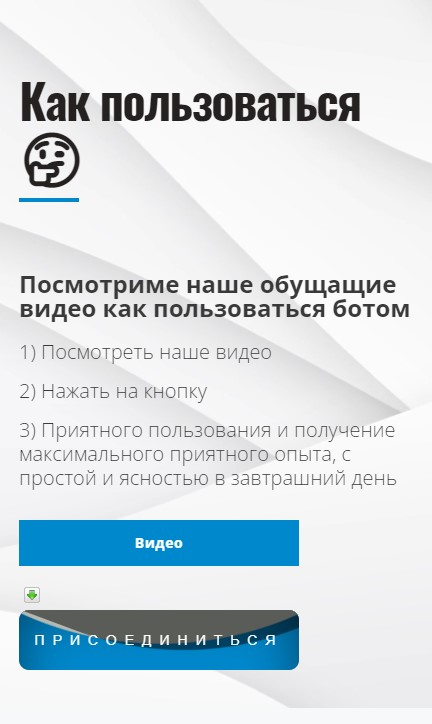 Как пользоваться
🤔
Посмотриме наше обущащие
видео как пользоваться ботом
1) Посмотреть наше видео
2) Нажать на кнопку
3) Приятного пользования и получение
максимального приятного опыта, с
простой и ясностью в завтрашний день
Видео
ПРИСОЕДИНИТЬСЯ